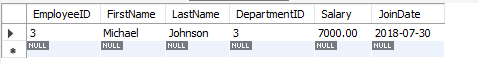 EmployeeID FirstName LastName DepartmentID Salary JoinDate
3 Michael Johnson 3 7000.00 2018-07-30
NULL NULL NULL NULL NULL NULL